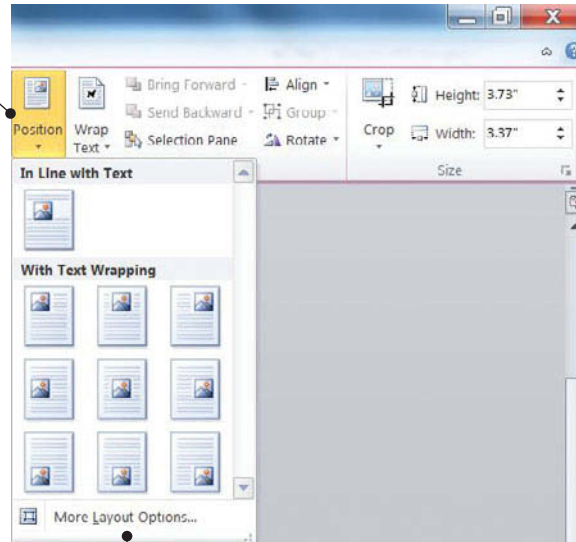 Position
Wrap
Text
Bring Forward
Send Backward
Selection Pane
Align
Group
Rotate
Crop
Height: 3.73"
Width: 3.37"
Size
In Line with Text
With Text Wrapping
More Layout Options...